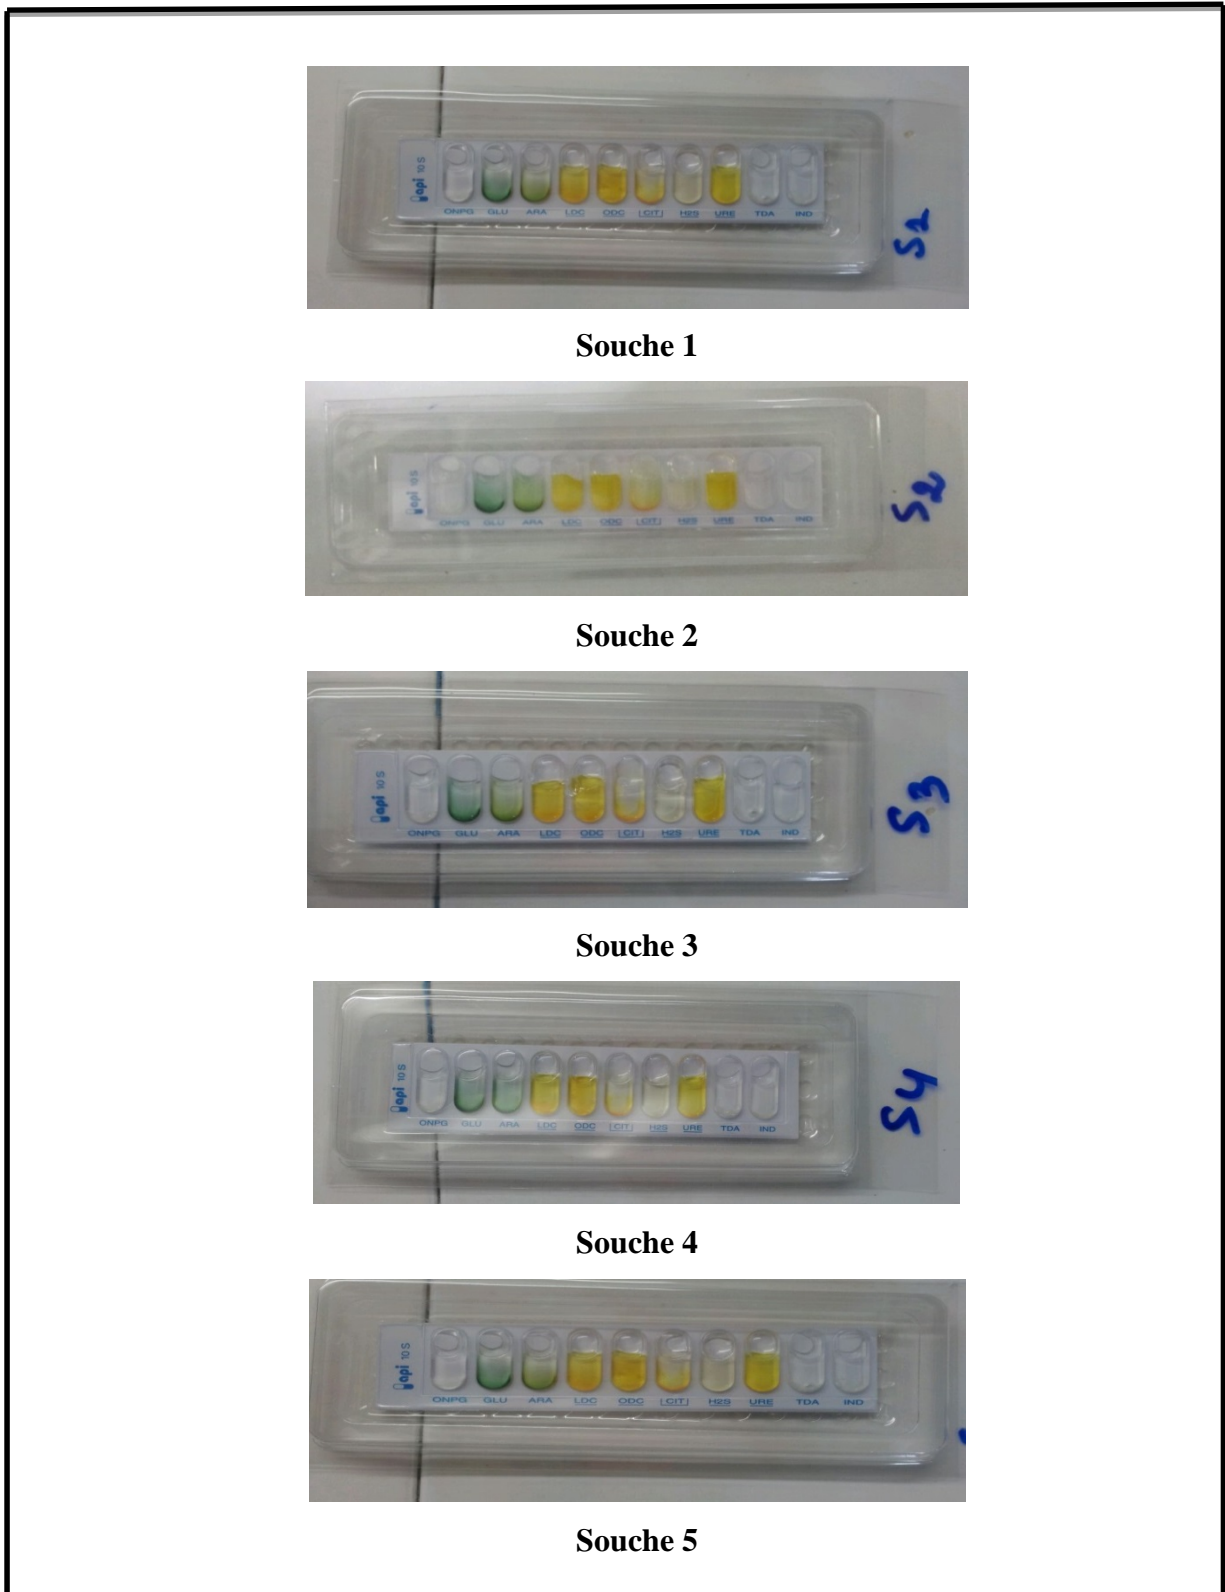 api 10 S
ONPG GLU ARA LDC ODC |CIT| H2S URE TDA IND
S1
Souche 1
api 10 S
ONPG GLU ARA LDC ODC |CIT| H2S URE TDA IND
S2
Souche 2
api 10 S
ONPG GLU ARA LDC ODC |CIT| H2S URE TDA IND
S3
Souche 3
api 10 S
ONPG GLU ARA LDC ODC |CIT| H2S URE TDA IND
S4
Souche 4
api 10 S
ONPG GLU ARA LDC ODC |CIT| H2S URE TDA IND
Souche 5